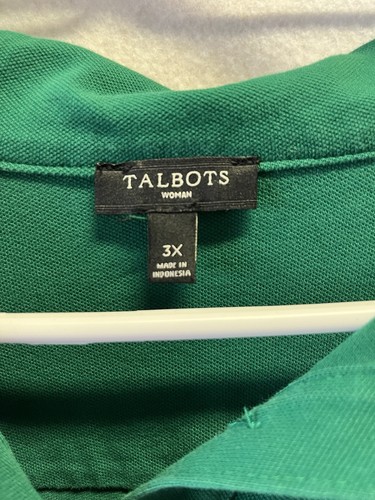 TALBOTS
WOMAN
3X
MADE IN
INDONESIA